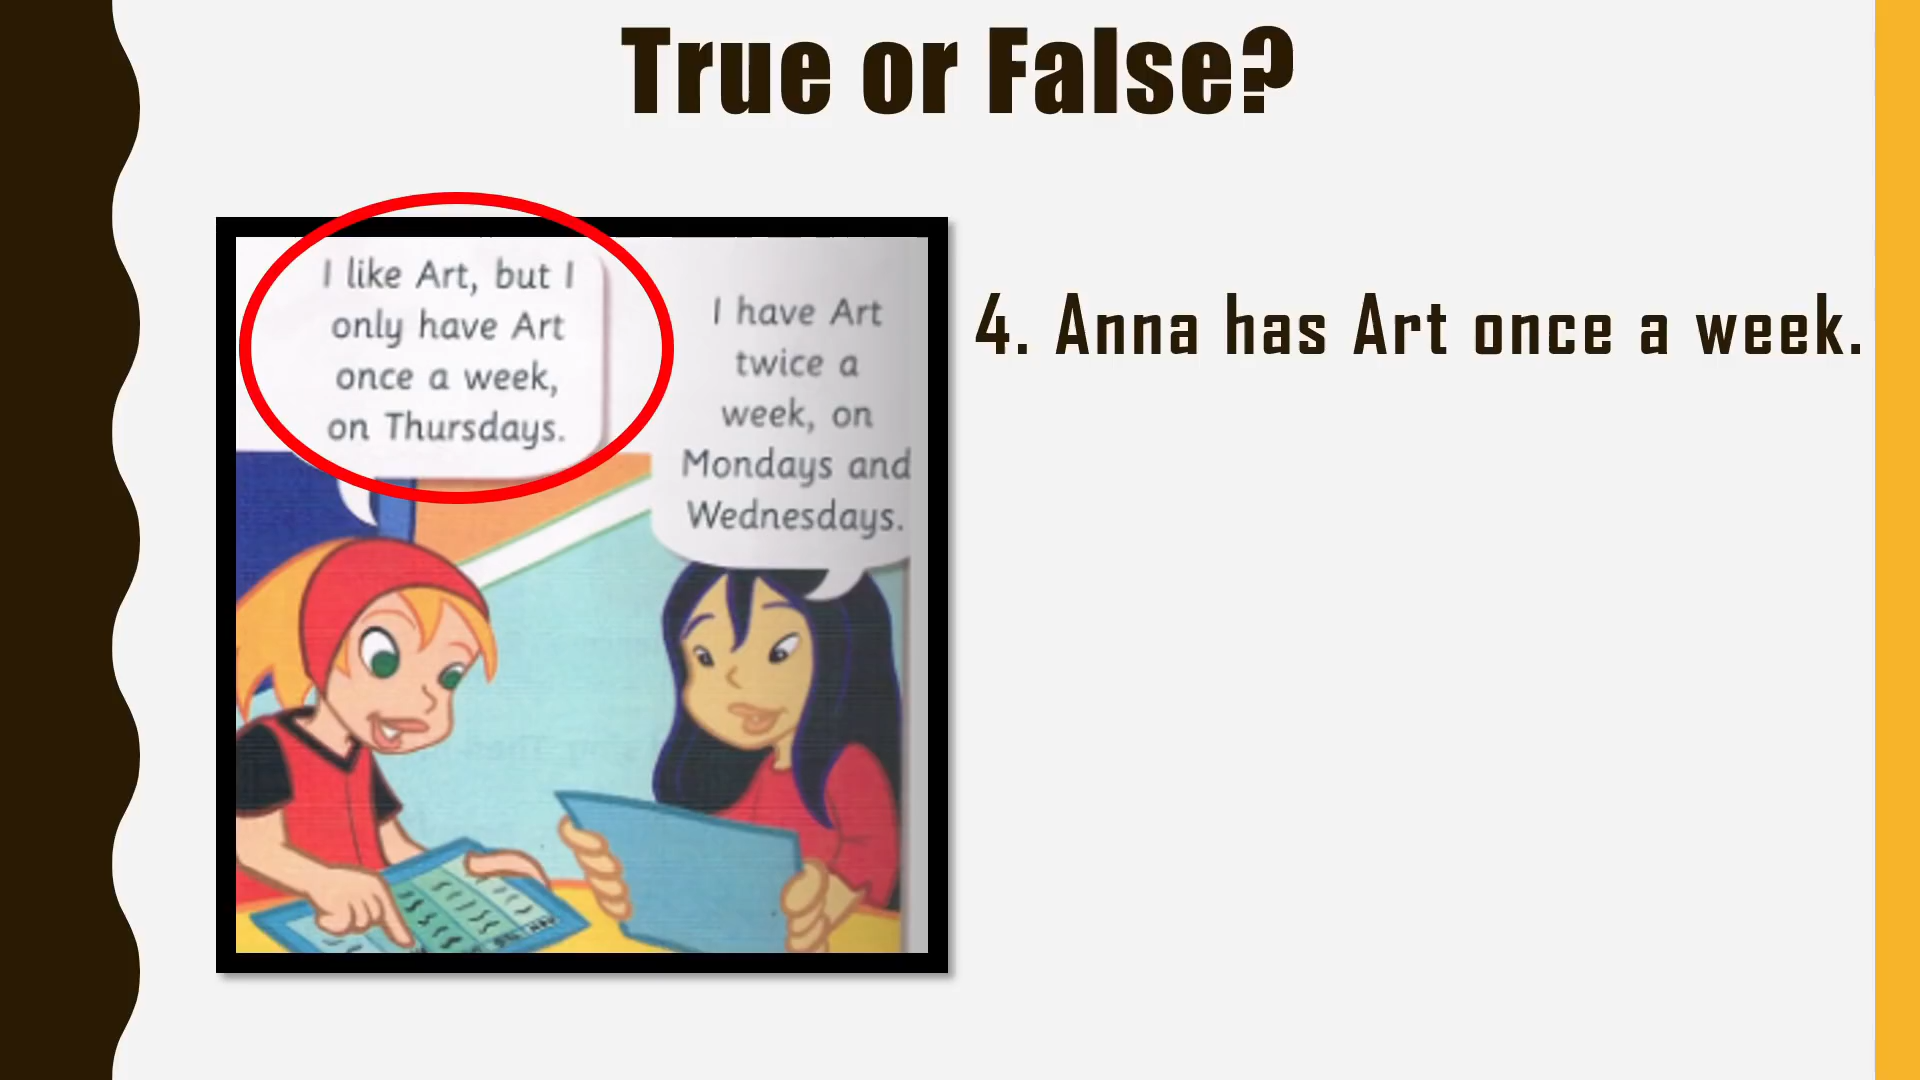 True or False?
I like Art, but I
only have Art
once a week,
on Thursdays.
I have Art
twice a
week, on
Mondays and
Wednesdays.
4. Anna has Art once a week.